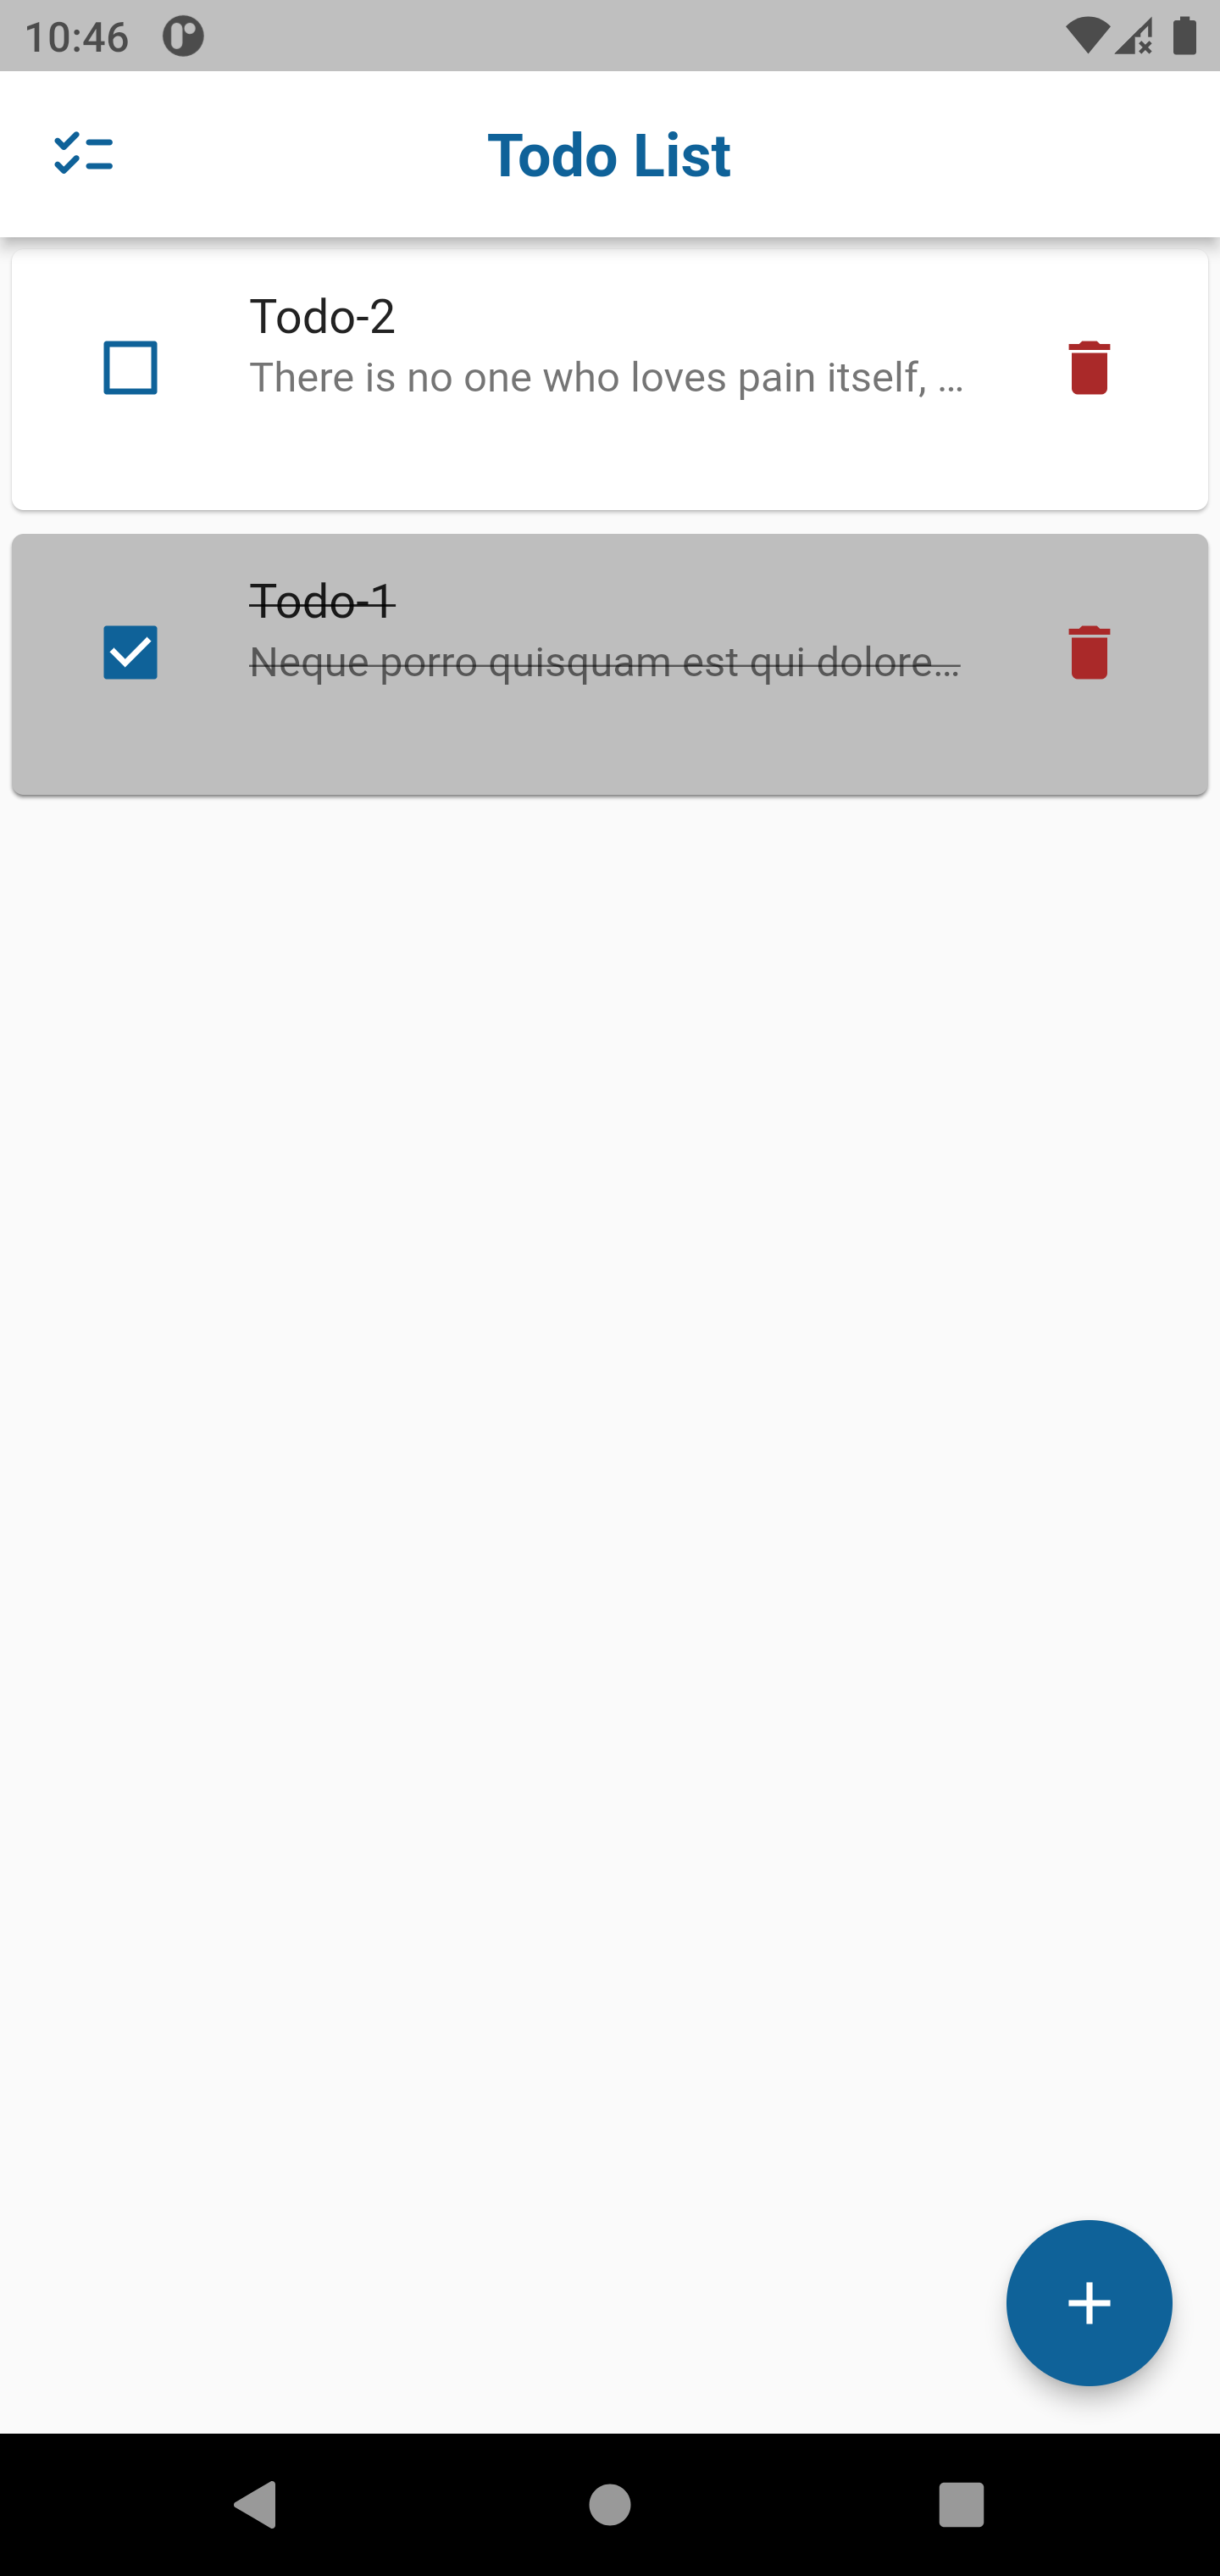 10:46
Todo List
Todo-2
There is no one who loves pain itself, ...
Todo-1
Neque porro quisquam est qui dolore...